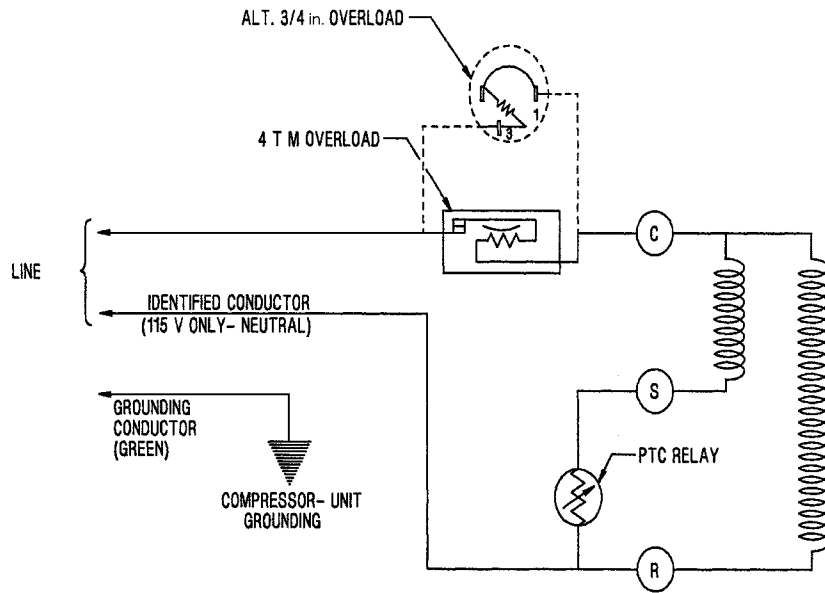 ALT. 3/4 in. OVERLOAD
1
3
4 T M OVERLOAD
C
LINE
IDENTIFIED CONDUCTOR
(115 V ONLY- NEUTRAL)
S
GROUNDING
CONDUCTOR
(GREEN)
PTC RELAY
COMPRESSOR- UNIT
GROUNDING
R